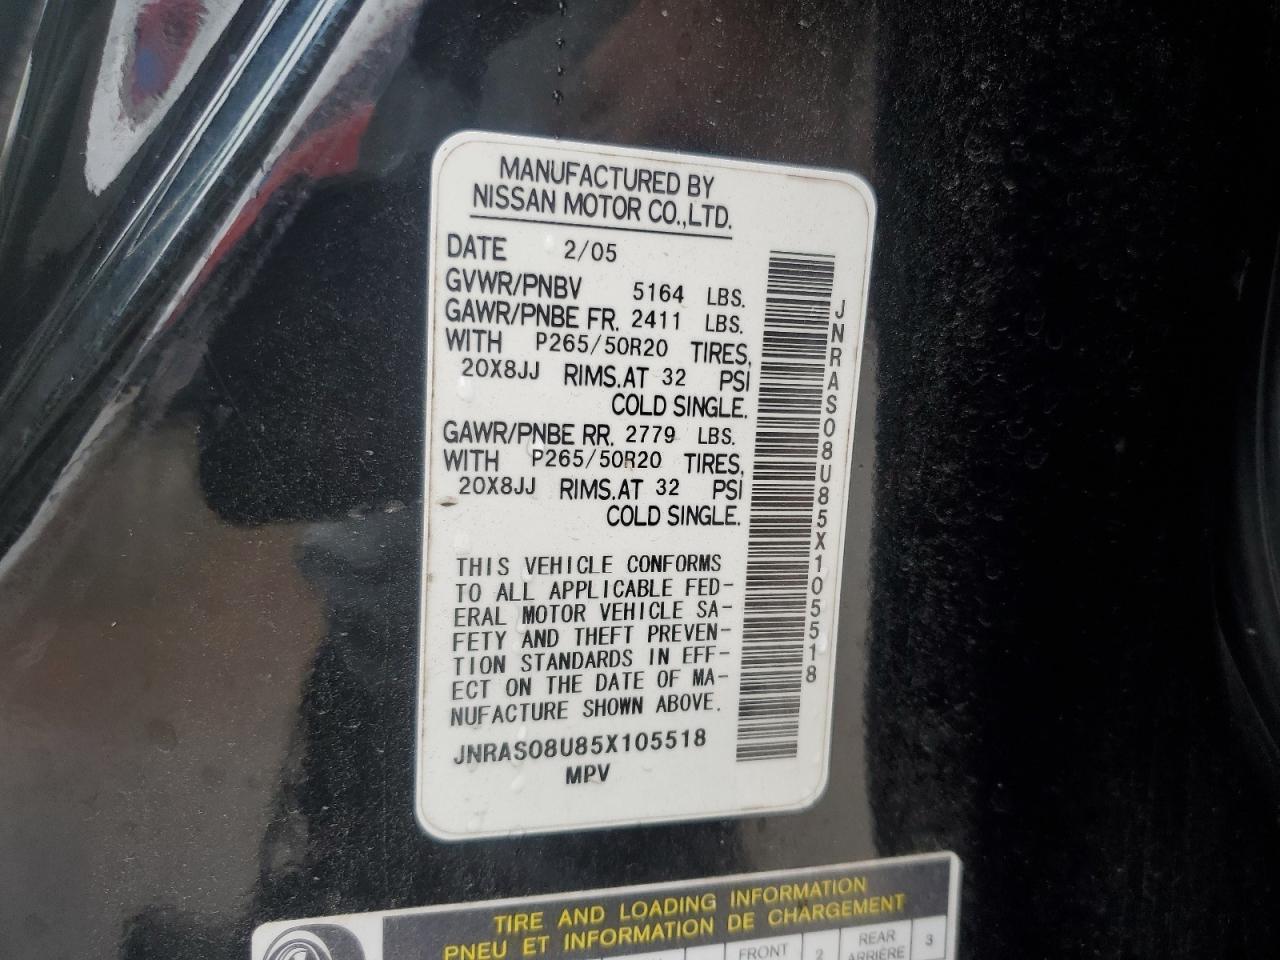 MANUFACTURED BY
NISSAN MOTOR CO.,LTD.
DATE 2/05
GVWR/PNBV 5164 LBS.
GAWR/PNBE FR. 2411 LBS.
WITH P265/50R20 TIRES,
20X8JJ RIMS.AT 32 PSI
COLD SINGLE.
GAWR/PNBE RR. 2779 LBS.
WITH P265/50R20 TIRES,
20X8JJ RIMS.AT 32 PSI
COLD SINGLE.
THIS VEHICLE CONFORMS
TO ALL APPLICABLE FED-
ERAL MOTOR VEHICLE SA-
FETY AND THEFT PREVEN-
TION STANDARDS IN EFF-
ECT ON THE DATE OF MA-
NUFACTURE SHOWN ABOVE.
JNRAS08U85X105518
MPV
JNRAS08U85X105518
TIRE AND LOADING INFORMATION
PNEU ET INFORMATION DE CHARGEMENT
FRONT 2 REAR 3
ARRIÈRE